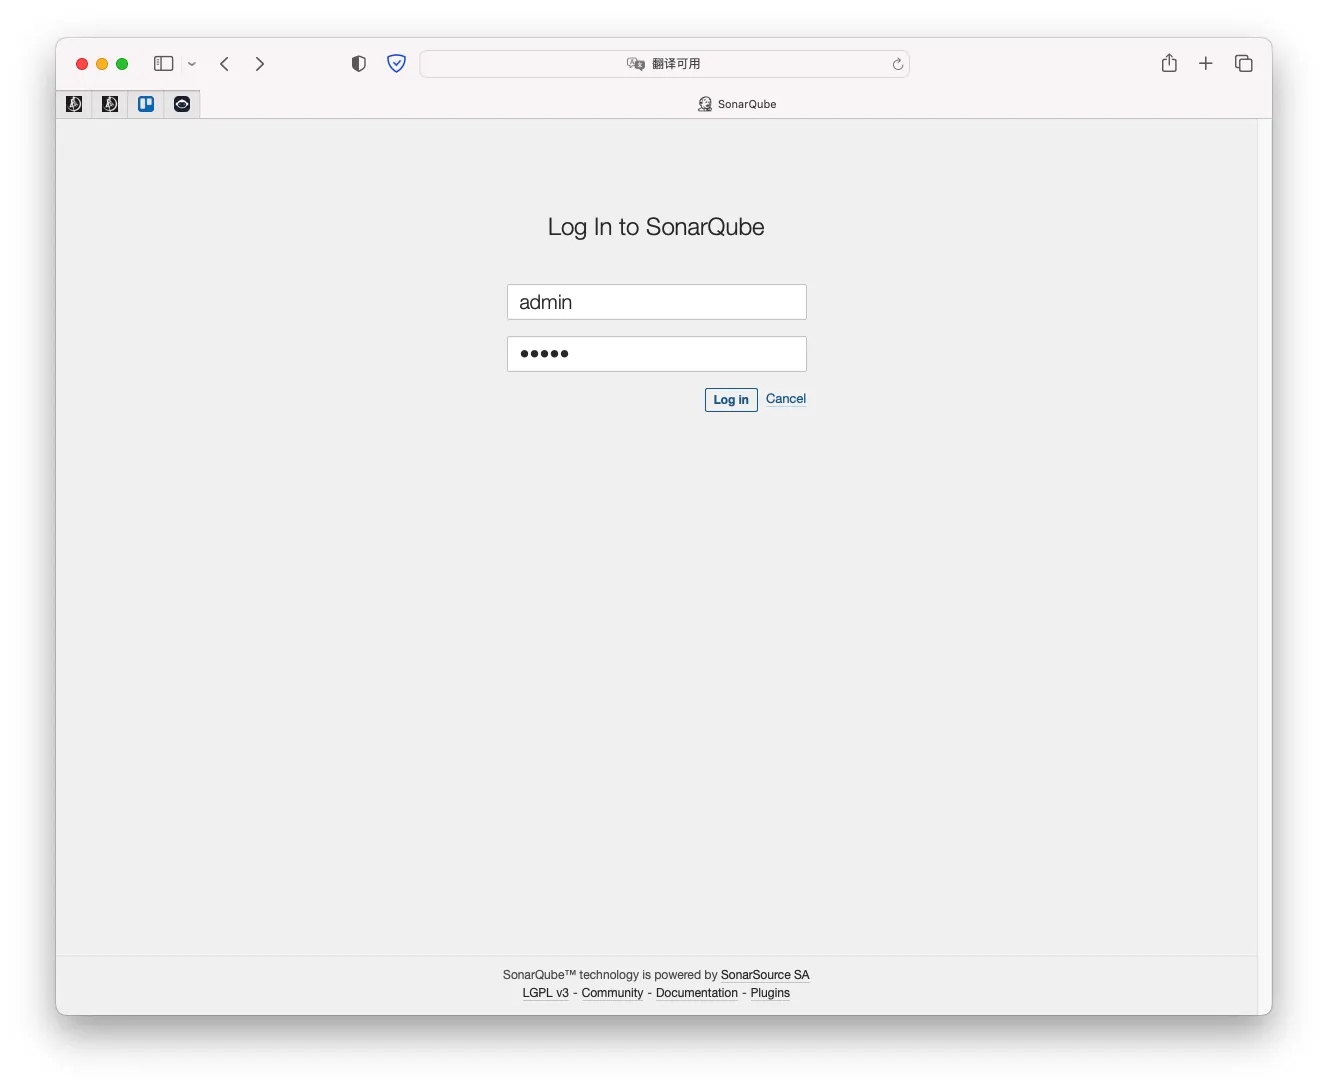 翻译可用
SonarQube
Log In to SonarQube
admin
•••••
Log in Cancel
SonarQube™ technology is powered by SonarSource SA
LGPL v3 - Community - Documentation - Plugins